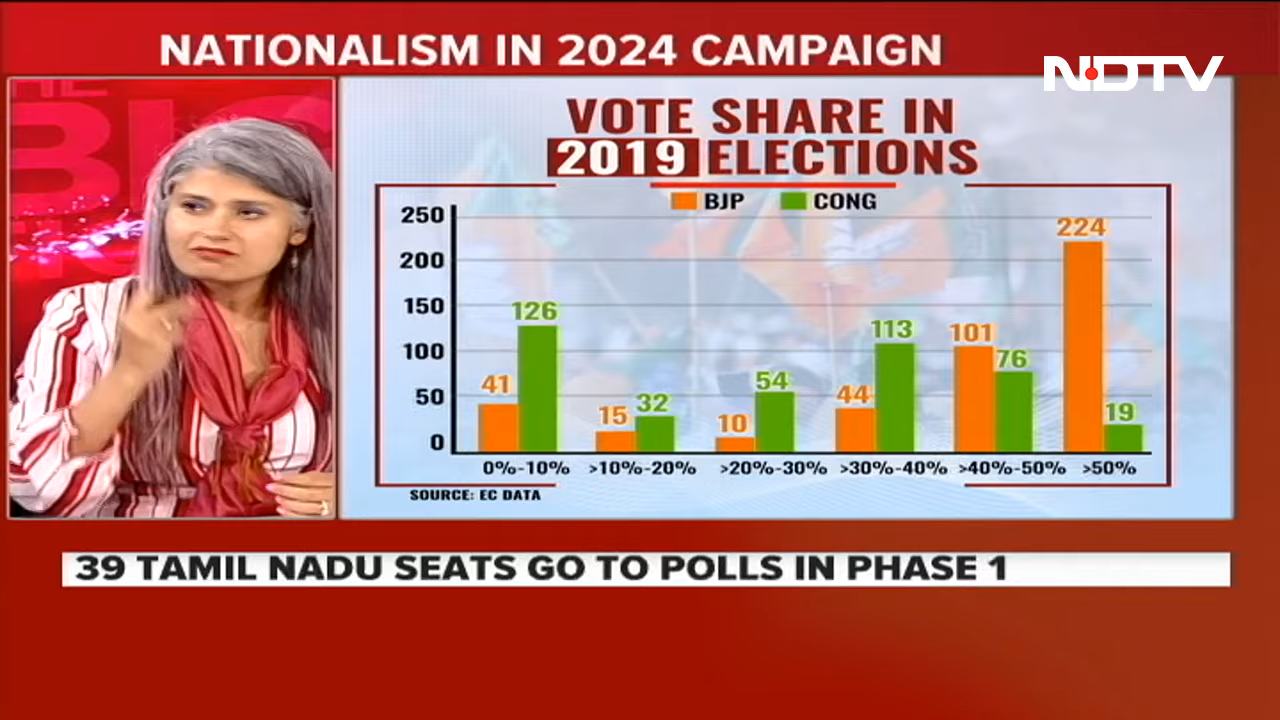 NATIONALISM IN 2024 CAMPAIGN
NDTV
VOTE SHARE IN
2019 ELECTIONS
BJP CONG
250
200
150
100
50
0
41 126
15 32
10 54
44 113
101 76
224 19
0%-10% >10%-20% >20%-30% >30%-40% >40%-50% >50%
SOURCE: EC DATA
39 TAMIL NADU SEATS GO TO POLLS IN PHASE 1